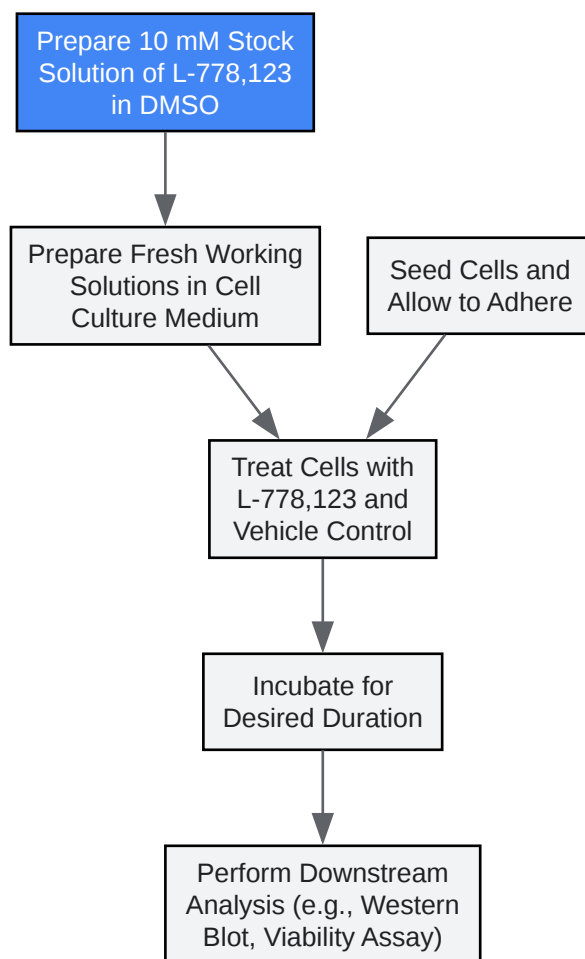 Prepare 10 mM Stock
Solution of L-778,123
in DMSO
Prepare Fresh Working
Solutions in Cell
Culture Medium
Seed Cells and
Allow to Adhere
Treat Cells with
L-778,123 and
Vehicle Control
Incubate for
Desired Duration
Perform Downstream
Analysis (e.g., Western
Blot, Viability Assay)